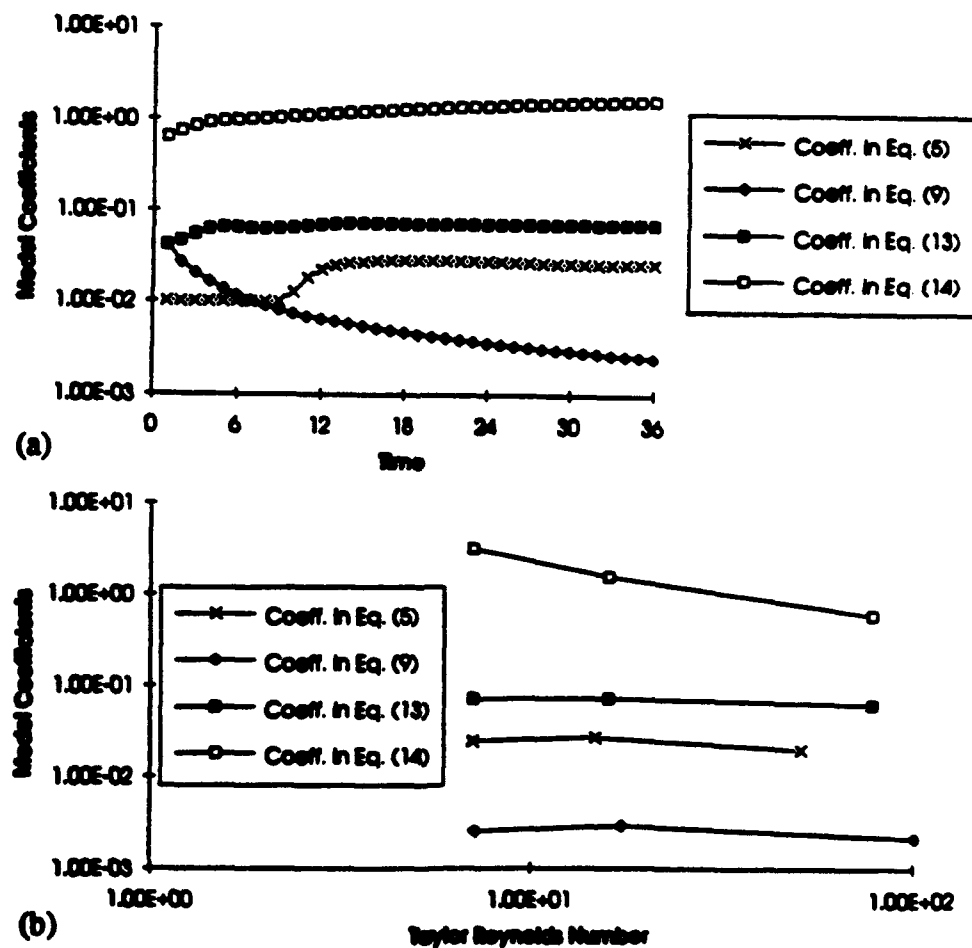 1.00E+01
1.00E+00
1.00E-01
1.00E-02
1.00E-03
Model Coefficients
0 6 12 18 24 30 36
Time
Coeff. in Eq. (5)
Coeff. in Eq. (9)
Coeff. in Eq. (13)
Coeff. in Eq. (14)
(a)
1.00E+01
1.00E+00
1.00E-01
1.00E-02
1.00E-03
Model Coefficients
Coeff. in Eq. (5)
Coeff. in Eq. (9)
Coeff. in Eq. (13)
Coeff. in Eq. (14)
1.00E+00 1.00E+01 1.00E+02
Taylor Reynolds Number
(b)